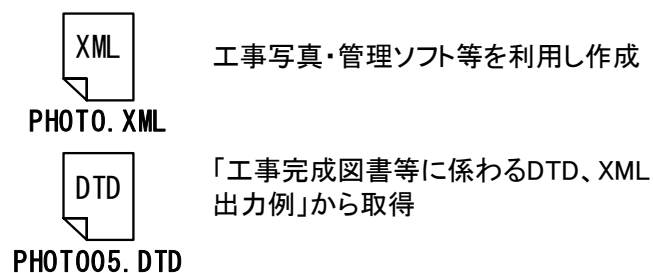 XML
工事写真・管理ソフト等を利用し作成
PHOTO.XML
DTD
「工事完成図書等に係わるDTD、XML
出力例」から取得
PHOTO05.DTD